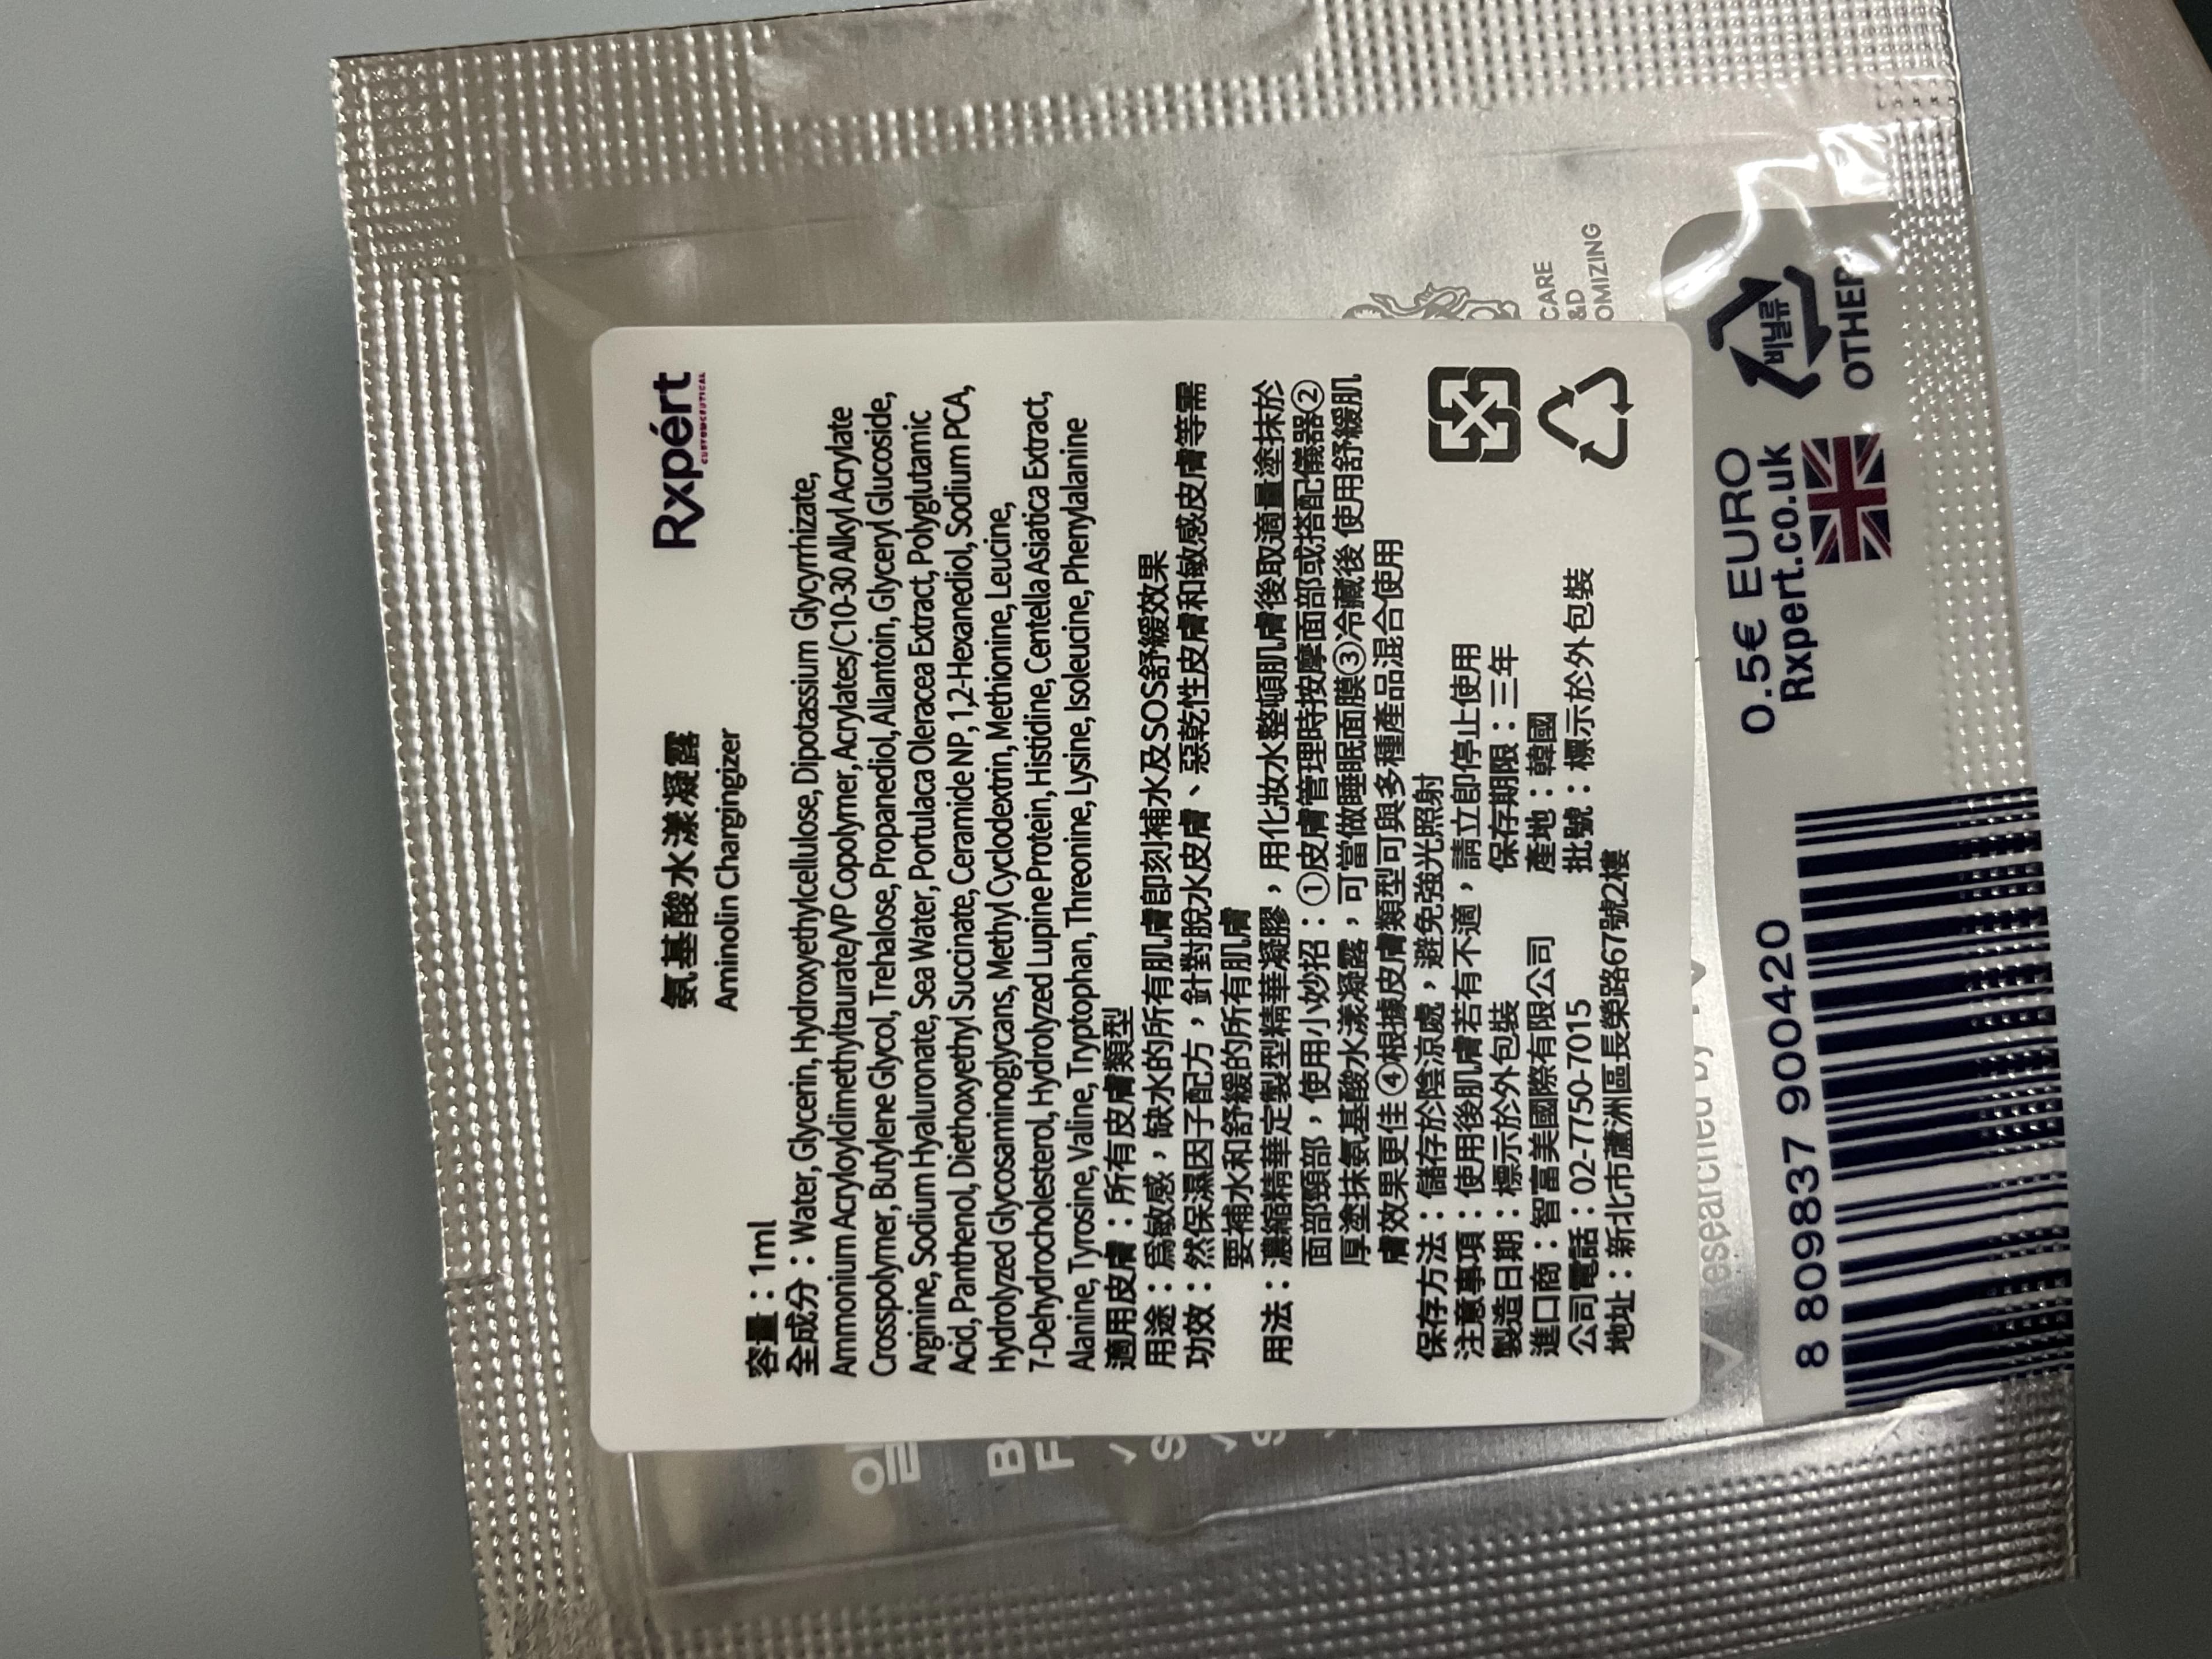 Rxpért
CUSTOMCEUTICAL
氨基酸水漾凝露
Aminolin Chargingizer
容量：1ml
全成分：Water, Glycerin, Hydroxyethylcellulose, Dipotassium Glycyrrhizate,
Ammonium Acryloyldimethyltaurate/VP Copolymer, Acrylates/C10-30 Alkyl Acrylate
Crosspolymer, Butylene Glycol, Trehalose, Propanediol, Allantoin, Glyceryl Glucoside,
Arginine, Sodium Hyaluronate, Sea Water, Portulaca Oleracea Extract, Polyglutamic
Acid, Panthenol, Diethoxyethyl Succinate, Ceramide NP, 1,2-Hexanediol, Sodium PCA,
Hydrolyzed Glycosaminoglycans, Methyl Cyclodextrin, Methionine, Leucine,
7-Dehydrocholesterol, Hydrolyzed Lupine Protein, Histidine, Centella Asiatica Extract,
Alanine, Tyrosine, Valine, Tryptophan, Threonine, Lysine, Isoleucine, Phenylalanine
適用皮膚：所有皮膚類型
用途：爲敏感，缺水的所有肌膚卽刻補水及SOS舒緩效果
功效：然保濕因子配方，針對脫水皮膚、惡乾性皮膚和敏感皮膚等需
要補水和舒緩的所有肌膚
用法：濃縮精華定製型精華凝膠，用化妝水整頓肌膚後取適量塗抹於
面部頸部，使用小妙招：①皮膚管理時按摩面部或搭配儀器②
厚塗抹氨基酸水漾凝露，可當做睡眠面膜③冷藏後 使用舒緩肌
膚效果更佳④根據皮膚類型可與多種產品混合使用
保存方法：儲存於陰涼處，避免強光照射
注意事項：使用後肌膚若有不適，請立卽停止使用
製造日期：標示於外包裝 保存期限：三年
進口商：智富美國際有限公司 產地：韓國
公司電話：02-7750-7015 批號：標示於外包裝
地址：新北市蘆洲區長榮路67號2樓
CARE
&D
OMIZING
researched by
0.5€ EURO
Rxpert.co.uk
비닐류
OTHER
8 809837 900420